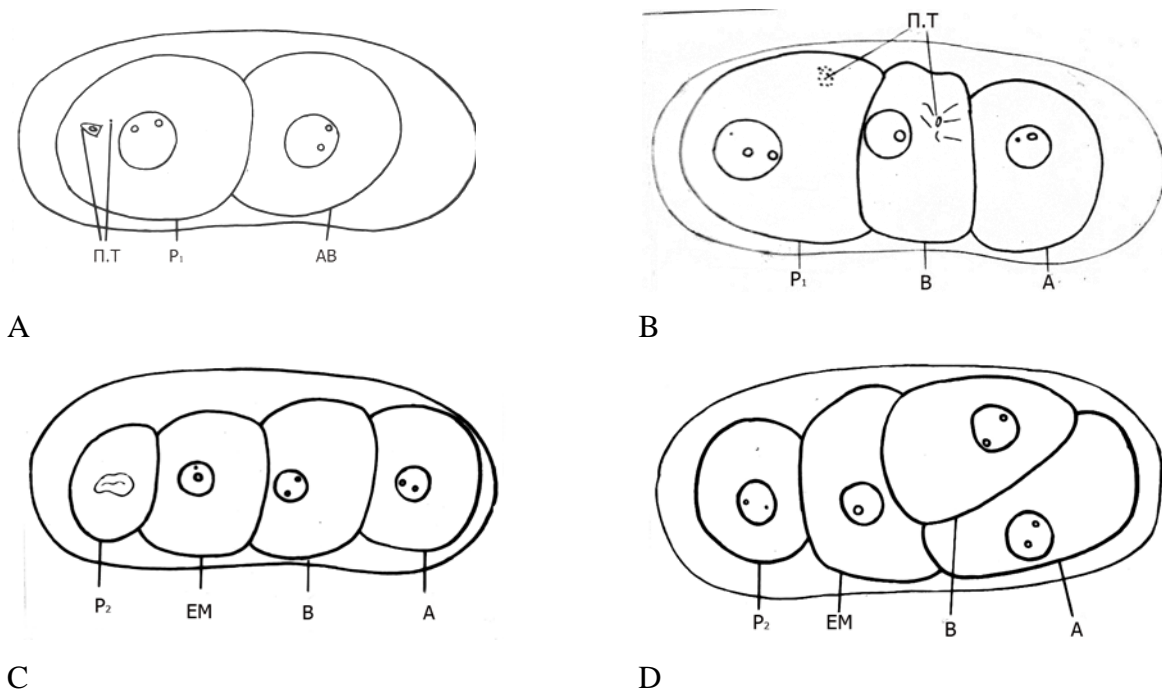 П.Т P₁ AB
A
П.Т
P₁ B A
B
P₂ EM B A
C
P₂ EM B A
D